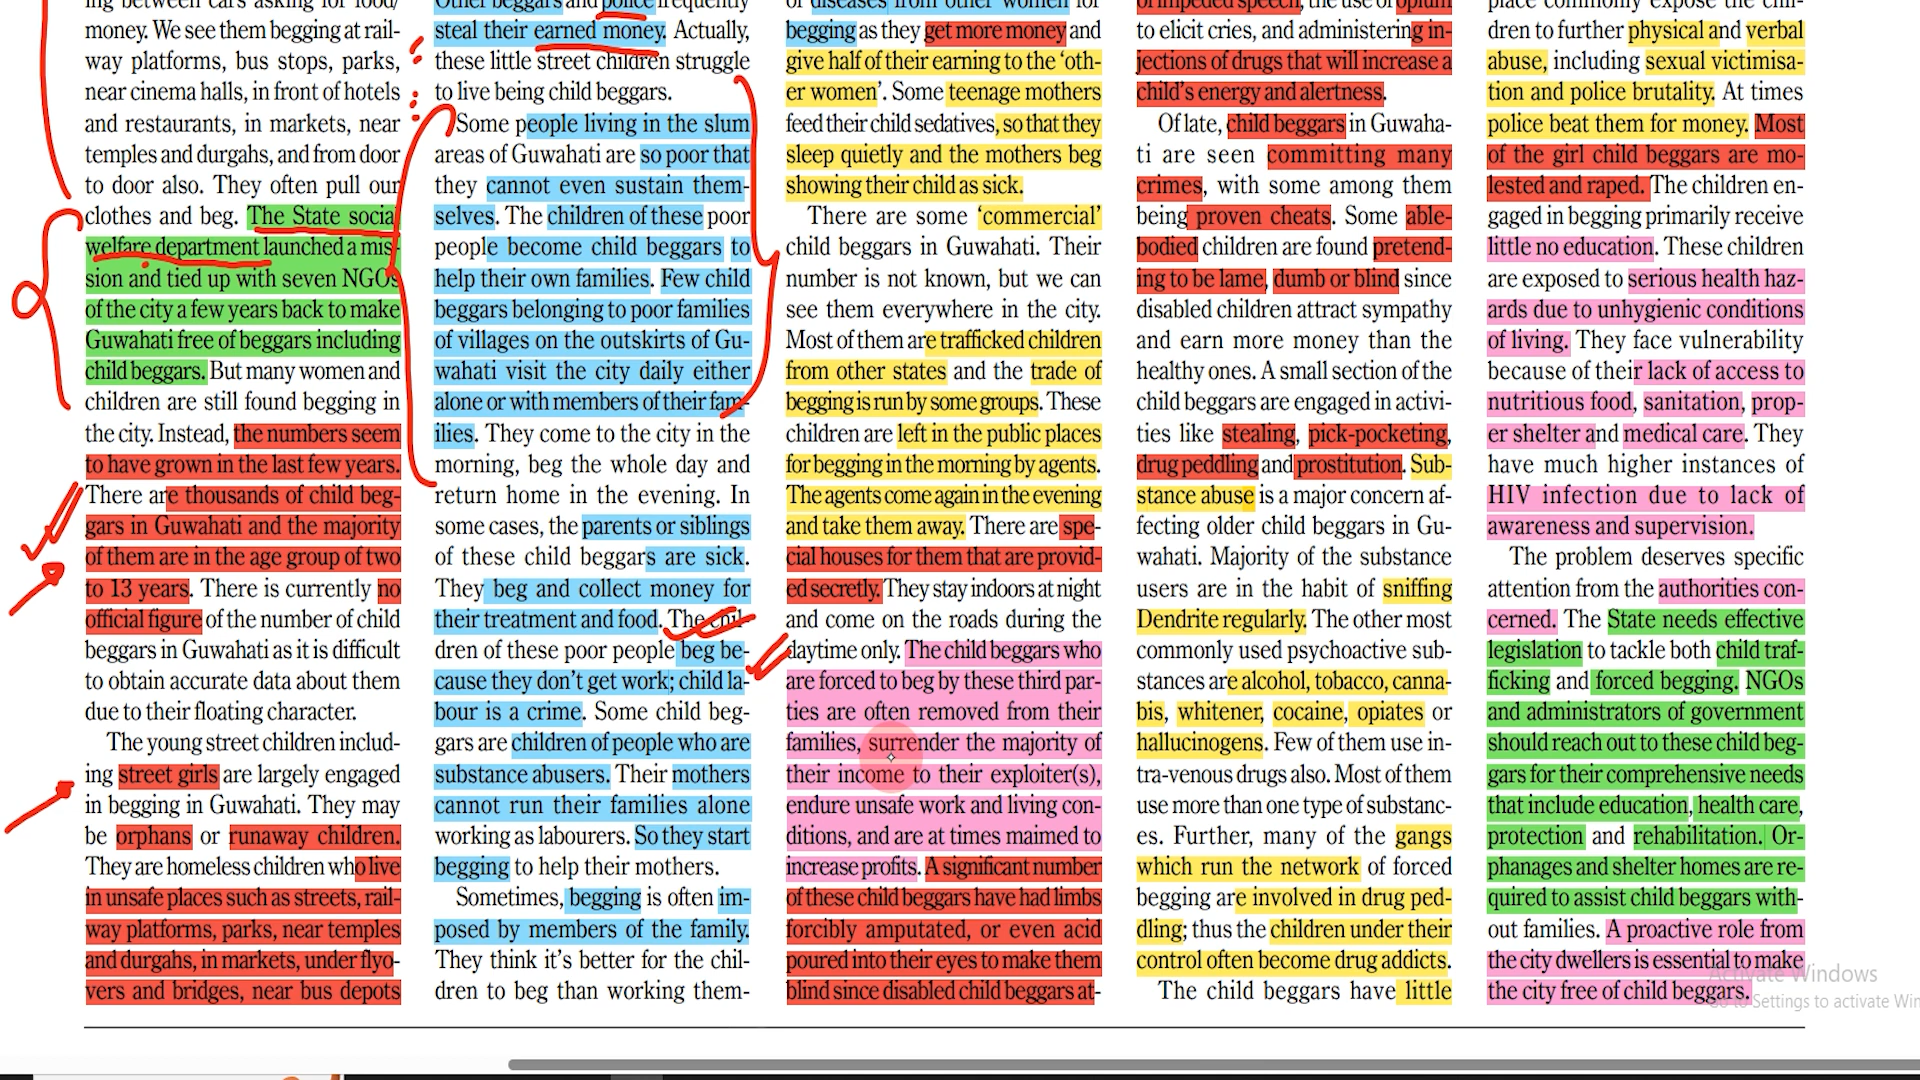 ing between cars asking for food/
money. We see them begging at rail-
way platforms, bus stops, parks,
near cinema halls, in front of hotels
and restaurants, in markets, near
temples and durgahs, and from door
to door also. They often pull our
clothes and beg. The State social
welfare department launched a mis-
sion and tied up with seven NGOs
of the city a few years back to make
Guwahati free of beggars including
child beggars. But many women and
children are still found begging in
the city. Instead, the numbers seem
to have grown in the last few years.
There are thousands of child beg-
gars in Guwahati and the majority
of them are in the age group of two
to 13 years. There is currently no
official figure of the number of child
beggars in Guwahati as it is difficult
to obtain accurate data about them
due to their floating character.
The young street children includ-
ing street girls are largely engaged
in begging in Guwahati. They may
be orphans or runaway children.
They are homeless children who live
in unsafe places such as streets, rail-
way platforms, parks, near temples
and durgahs, in markets, under flyo-
vers and bridges, near bus depots
Other beggars and police frequently
steal their earned money. Actually,
these little street children struggle
to live being child beggars.
Some people living in the slum
areas of Guwahati are so poor that
they cannot even sustain them-
selves. The children of these poor
people become child beggars to
help their own families. Few child
beggars belonging to poor families
of villages on the outskirts of Gu-
wahati visit the city daily either
alone or with members of their fam-
ilies. They come to the city in the
morning, beg the whole day and
return home in the evening. In
some cases, the parents or siblings
of these child beggars are sick.
They beg and collect money for
their treatment and food. The chil-
dren of these poor people beg be-
cause they don't get work; child la-
bour is a crime. Some child beg-
gars are children of people who are
substance abusers. Their mothers
cannot run their families alone
working as labourers. So they start
begging to help their mothers.
Sometimes, begging is often im-
posed by members of the family.
They think it's better for the chil-
dren to beg than working them-
or diseases from other women for
begging as they get more money and
give half of their earning to the 'oth-
er women'. Some teenage mothers
feed their child sedatives, so that they
sleep quietly and the mothers beg
showing their child as sick.
There are some 'commercial'
child beggars in Guwahati. Their
number is not known, but we can
see them everywhere in the city.
Most of them are trafficked children
from other states and the trade of
begging is run by some groups. These
children are left in the public places
for begging in the morning by agents.
The agents come again in the evening
and take them away. There are spe-
cial houses for them that are provid-
ed secretly. They stay indoors at night
and come on the roads during the
daytime only. The child beggars who
are forced to beg by these third par-
ties are often removed from their
families, surrender the majority of
their income to their exploiter(s),
endure unsafe work and living con-
ditions, and are at times maimed to
increase profits. A significant number
of these child beggars have had limbs
forcibly amputated, or even acid
poured into their eyes to make them
blind since disabled child beggars at-
of impeded speech, the use of opium
to elicit cries, and administering in-
jections of drugs that will increase a
child's energy and alertness.
Of late, child beggars in Guwaha-
ti are seen committing many
crimes, with some among them
being proven cheats. Some able-
bodied children are found pretend-
ing to be lame, dumb or blind since
disabled children attract sympathy
and earn more money than the
healthy ones. A small section of the
child beggars are engaged in activi-
ties like stealing, pick-pocketing,
drug peddling and prostitution. Sub-
stance abuse is a major concern af-
fecting older child beggars in Gu-
wahati. Majority of the substance
users are in the habit of sniffing
Dendrite regularly. The other most
commonly used psychoactive sub-
stances are alcohol, tobacco, canna-
bis, whitener, cocaine, opiates or
hallucinogens. Few of them use in-
tra-venous drugs also. Most of them
use more than one type of substanc-
es. Further, many of the gangs
which run the network of forced
begging are involved in drug ped-
dling; thus the children under their
control often become drug addicts.
The child beggars have little
place commonly expose the chil-
dren to further physical and verbal
abuse, including sexual victimisa-
tion and police brutality. At times
police beat them for money. Most
of the girl child beggars are mo-
lested and raped. The children en-
gaged in begging primarily receive
little no education. These children
are exposed to serious health haz-
ards due to unhygienic conditions
of living. They face vulnerability
because of their lack of access to
nutritious food, sanitation, prop-
er shelter and medical care. They
have much higher instances of
HIV infection due to lack of
awareness and supervision.
The problem deserves specific
attention from the authorities con-
cerned. The State needs effective
legislation to tackle both child traf-
ficking and forced begging. NGOs
and administrators of government
should reach out to these child beg-
gars for their comprehensive needs
that include education, health care,
protection and rehabilitation. Or-
phanages and shelter homes are re-
quired to assist child beggars with-
out families. A proactive role from
the city dwellers is essential to make
the city free of child beggars.
Activate Windows
Go to Settings to activate Win